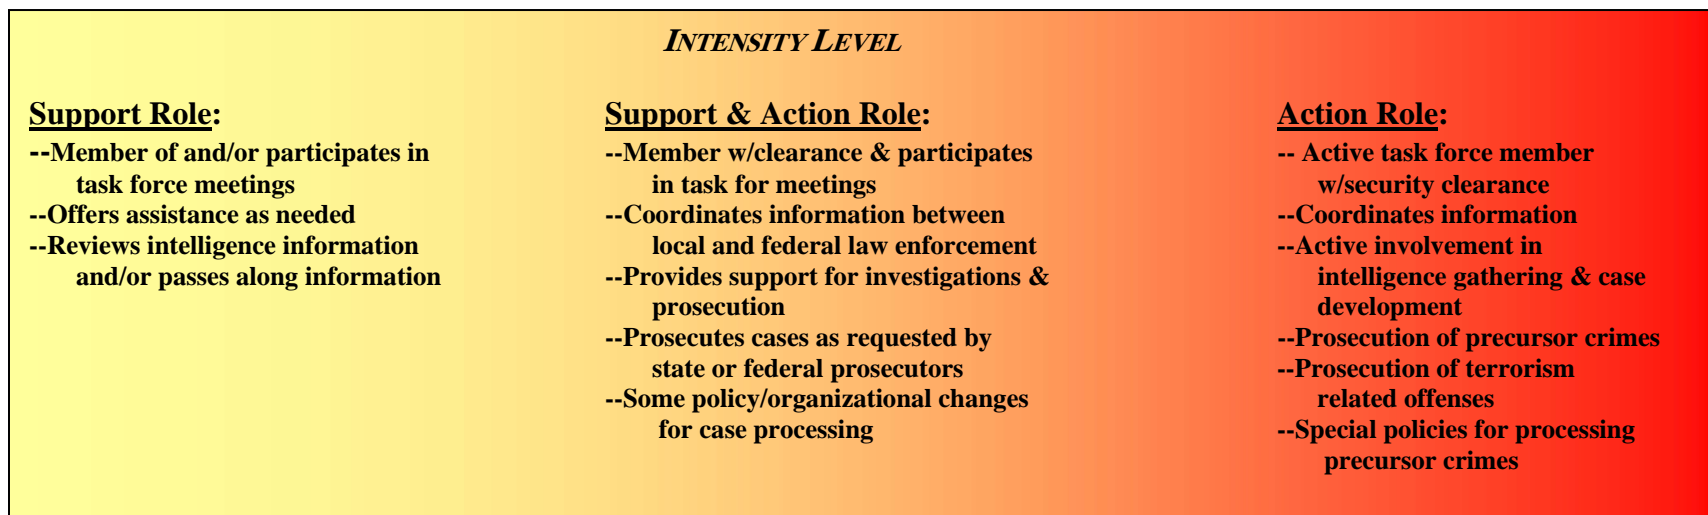 INTENSITY LEVEL
Support Role:
--Member of and/or participates in
task force meetings
--Offers assistance as needed
--Reviews intelligence information
and/or passes along information
Support & Action Role:
--Member w/clearance & participates
in task for meetings
--Coordinates information between
local and federal law enforcement
--Provides support for investigations &
prosecution
--Prosecutes cases as requested by
state or federal prosecutors
--Some policy/organizational changes
for case processing
Action Role:
-- Active task force member
w/security clearance
--Coordinates information
--Active involvement in
intelligence gathering & case
development
--Prosecution of precursor crimes
--Prosecution of terrorism
related offenses
--Special policies for processing
precursor crimes